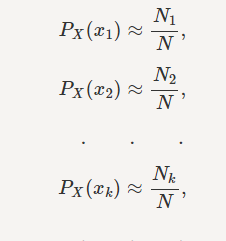 P_X(x_1) ≈ N_1/N,
P_X(x_2) ≈ N_2/N,
. . .
P_X(x_k) ≈ N_k/N,